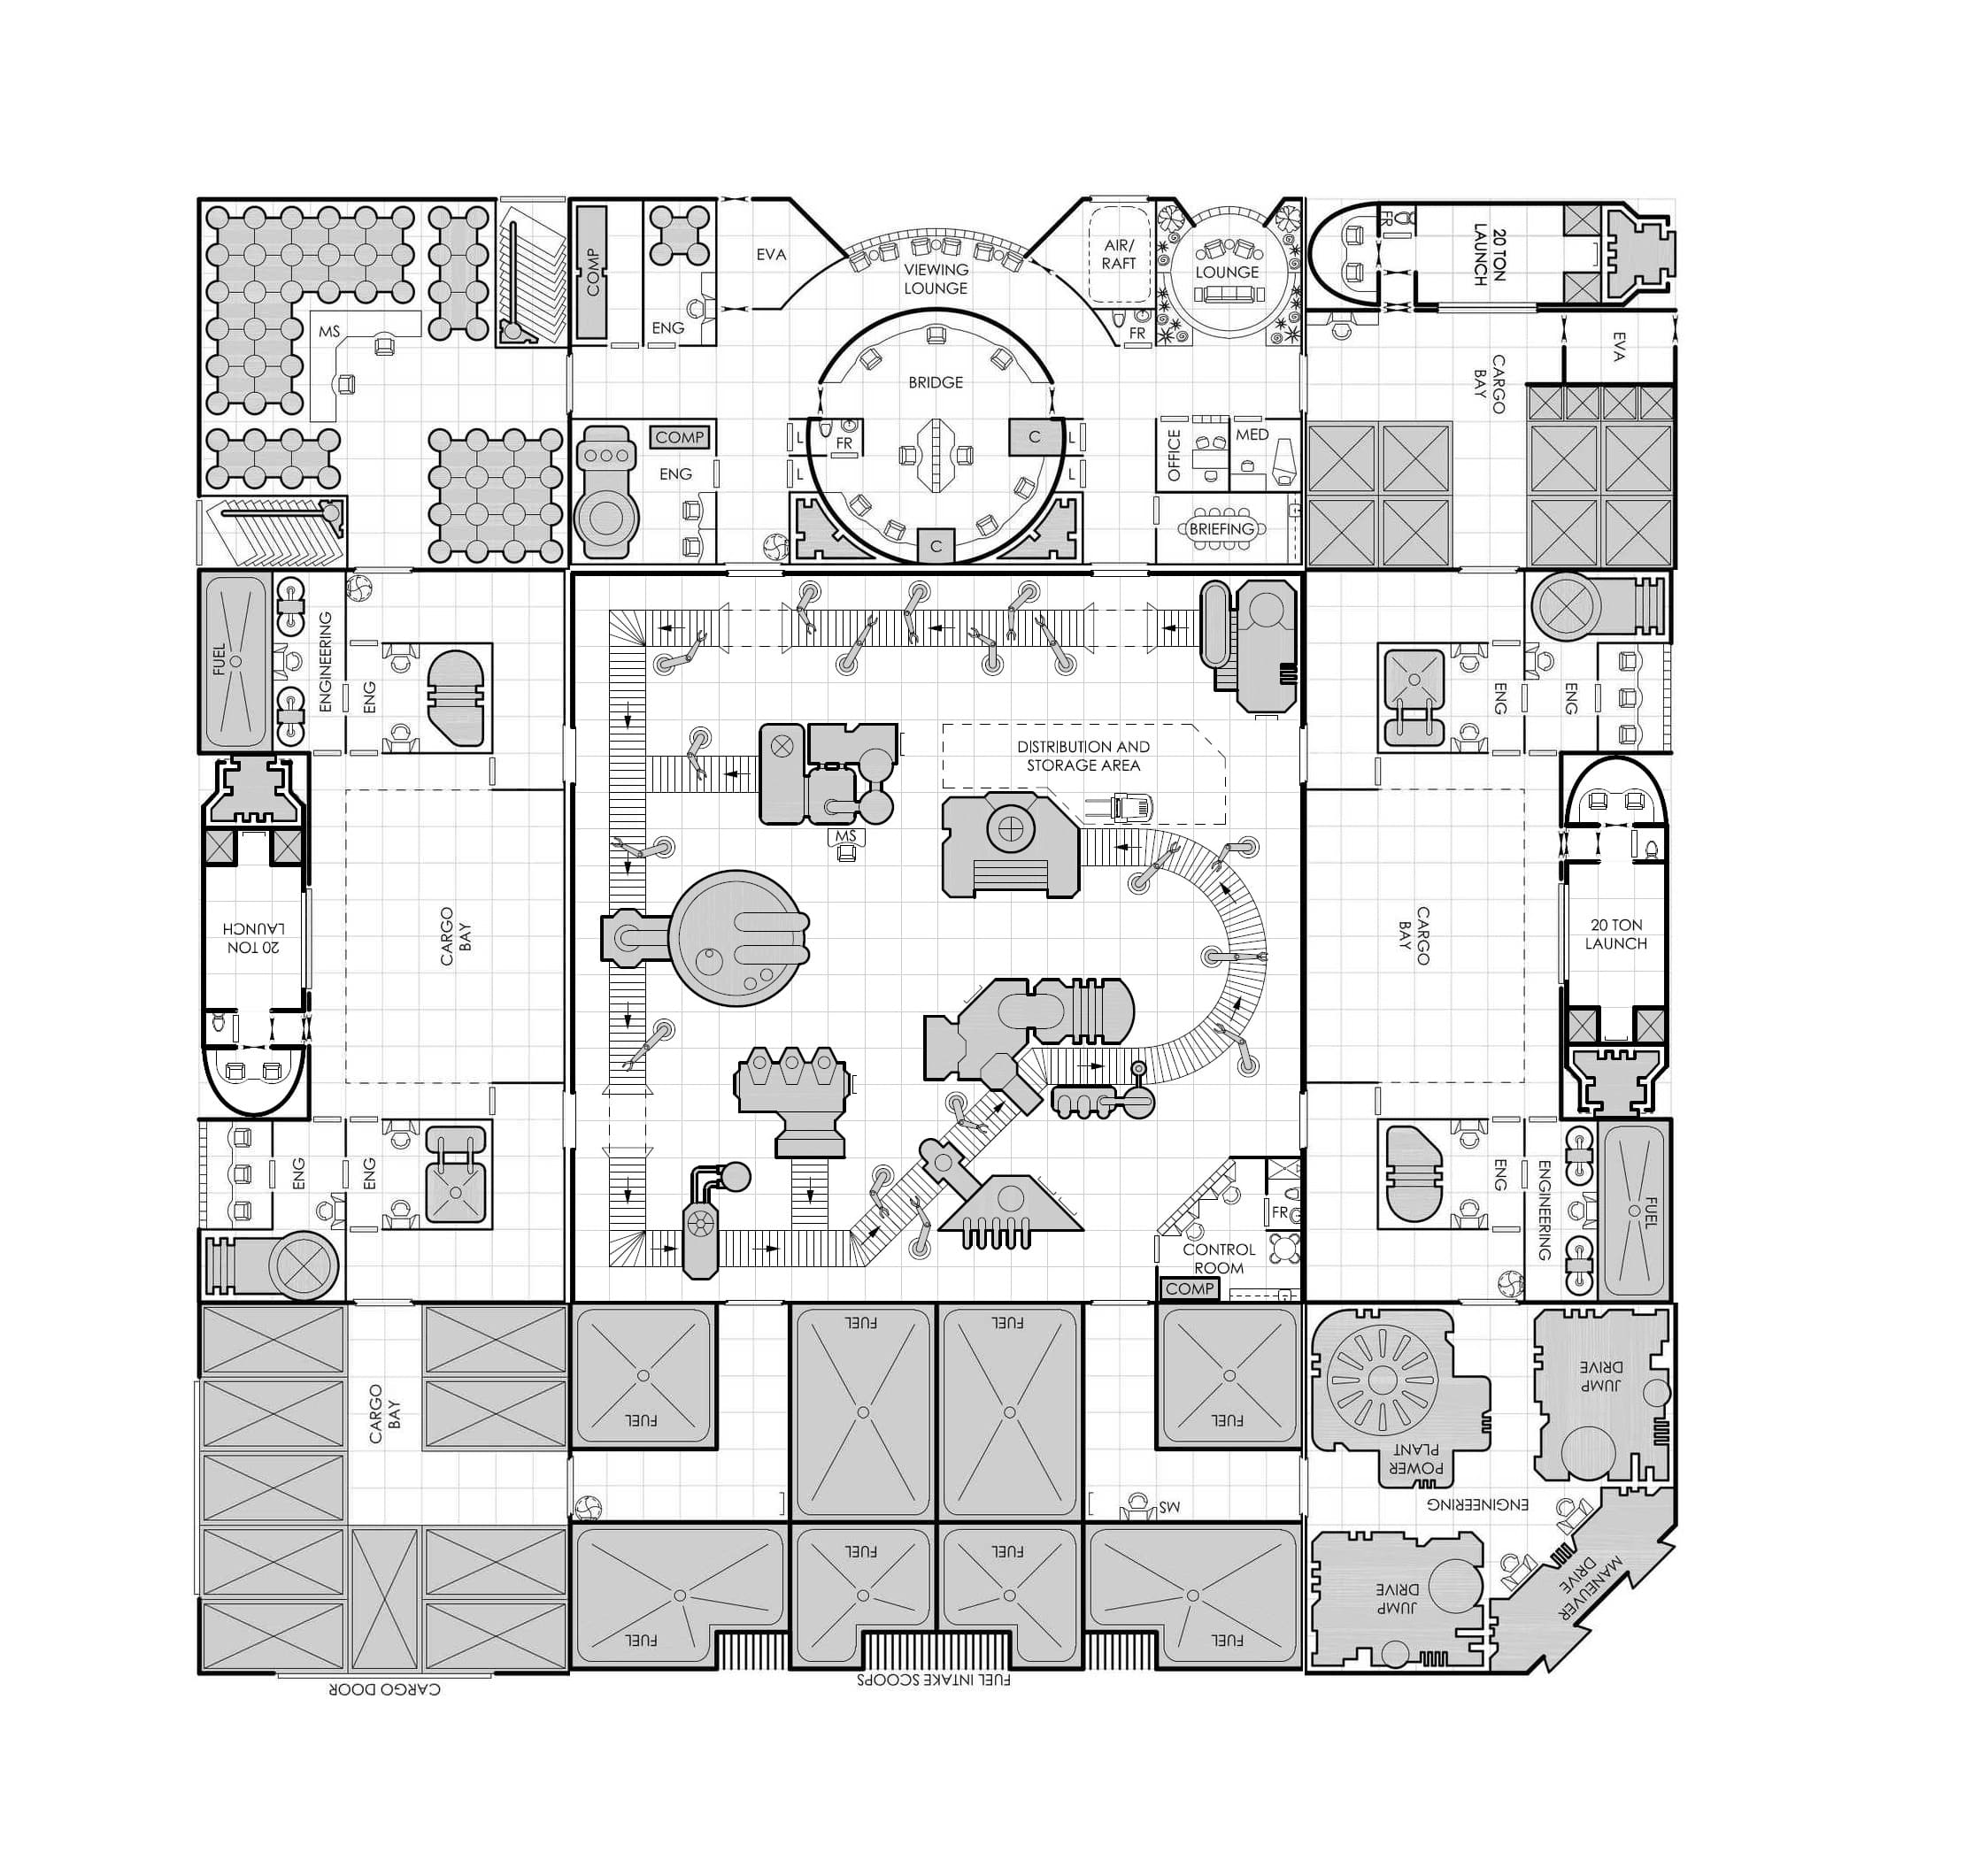 COMP
EVA
VIEWING
LOUNGE
AIR/
RAFT
LOUNGE
FR
20 TON
LAUNCH
MS
ENG
FR
EVA
BRIDGE
CARGO
BAY
COMP
ENG
L
FR
C
L
OFFICE
MED
L
L
BRIEFING
C
FUEL
ENGINEERING
ENG
ENG
ENG
DISTRIBUTION AND
STORAGE AREA
MS
20 TON
LAUNCH
CARGO
BAY
CARGO
BAY
20 TON
LAUNCH
ENG
ENG
ENG
ENGINEERING
FUEL
FR
CONTROL
ROOM
COMP
CARGO
BAY
FUEL
FUEL
FUEL
FUEL
POWER
PLANT
JUMP
DRIVE
MS
ENGINEERING
FUEL
FUEL
FUEL
FUEL
JUMP
DRIVE
MANEUVER
DRIVE
CARGO DOOR
FUEL INTAKE SCOOPS